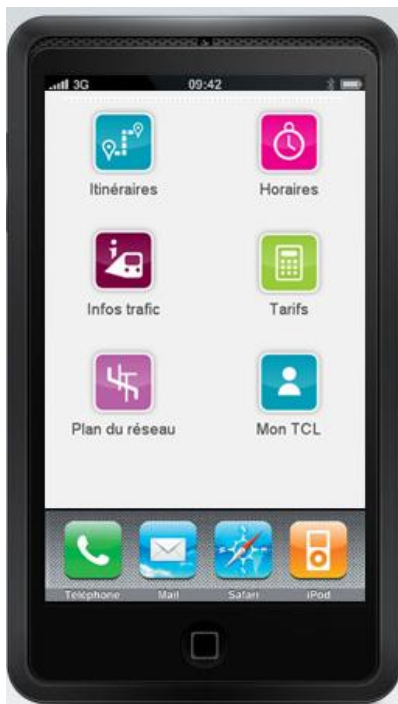 3G 09:42
Itinéraires Horaires
Infos trafic Tarifs
Plan du réseau Mon TCL
Téléphone Mail Safari iPod